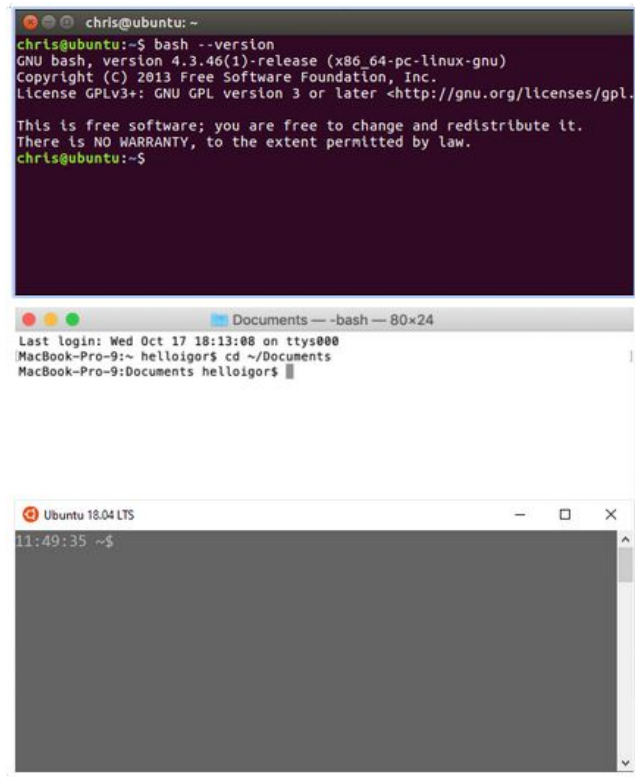 chris@ubuntu: ~
chris@ubuntu:~$ bash --version
GNU bash, version 4.3.46(1)-release (x86_64-pc-linux-gnu)
Copyright (C) 2013 Free Software Foundation, Inc.
License GPLv3+: GNU GPL version 3 or later <http://gnu.org/licenses/gpl.
This is free software; you are free to change and redistribute it.
There is NO WARRANTY, to the extent permitted by law.
chris@ubuntu:~$
Documents — -bash — 80×24
Last login: Wed Oct 17 18:13:08 on ttys000
MacBook-Pro-9:~ helloigor$ cd ~/Documents
MacBook-Pro-9:Documents helloigor$
Ubuntu 18.04 LTS
11:49:35 ~$